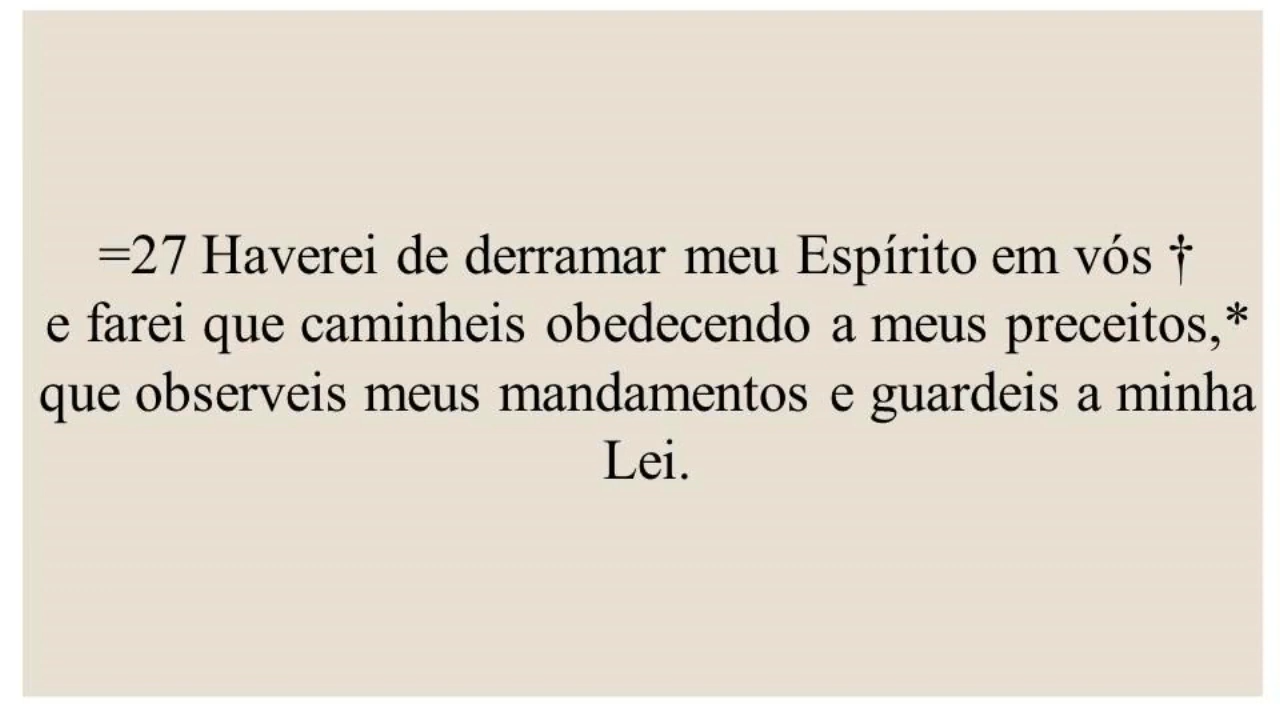 =27 Haverei de derramar meu Espírito em vós †
e farei que caminheis obedecendo a meus preceitos,*
que observeis meus mandamentos e guardeis a minha
Lei.